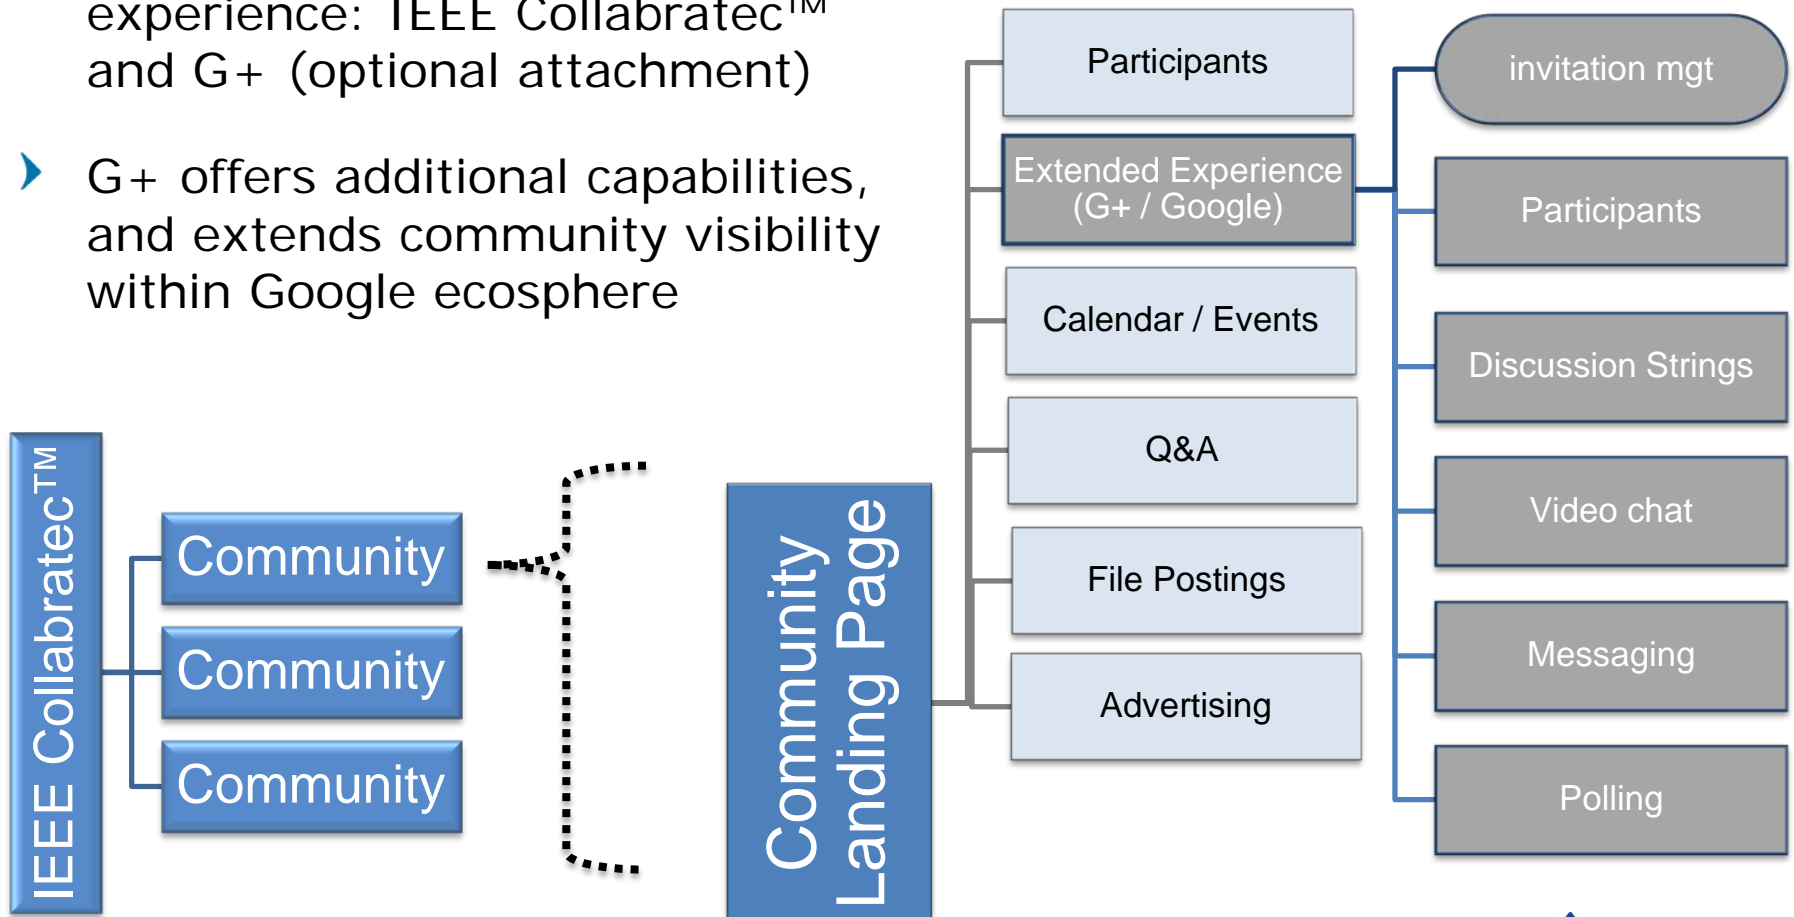 experience: IEEE Collabratec™
and G+ (optional attachment)
G+ offers additional capabilities,
and extends community visibility
within Google ecosphere
IEEE Collabratec™
Community
Community
Community
Community
Landing Page
Participants
Extended Experience
(G+ / Google)
Calendar / Events
Q&A
File Postings
Advertising
invitation mgt
Participants
Discussion Strings
Video chat
Messaging
Polling